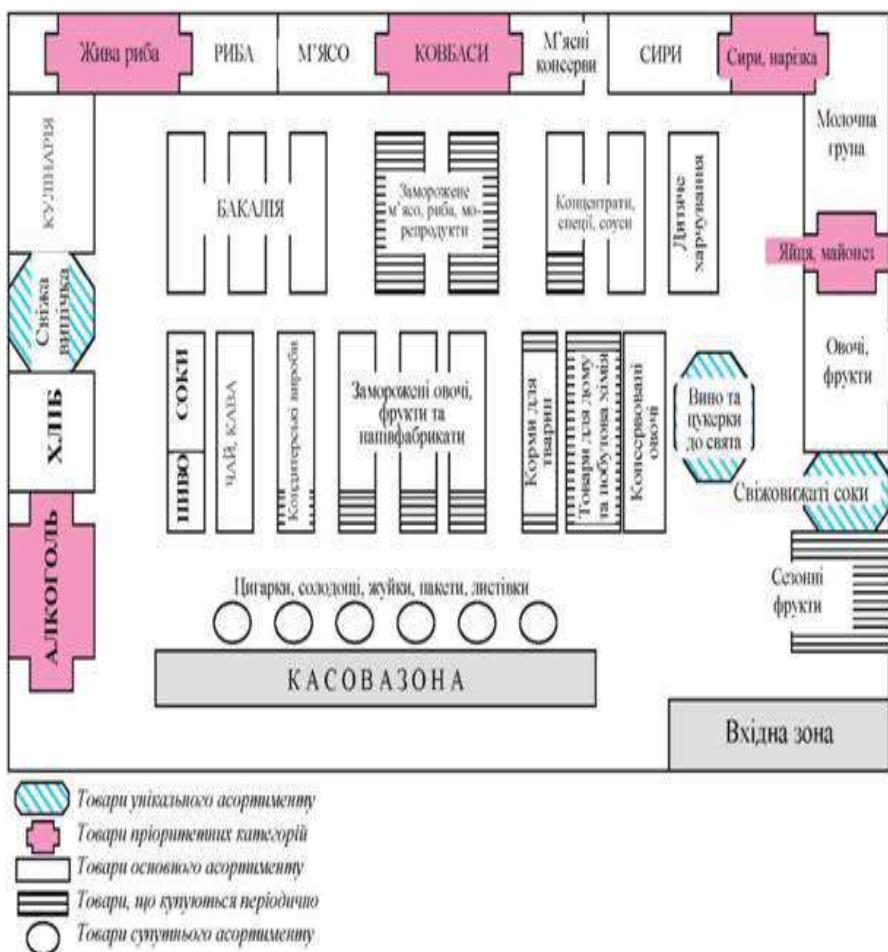 Жива риба
РИБА
М’ЯСО
КОВБАСИ
М’ясні
консерви
СИРИ
Сири, нарізка
КУЛІНАРІЯ
БАКАЛІЯ
Заморожене
м’ясо, риба, мо-
репродукти
Концентрати,
спеції, соуси
Дитяче
харчування
Молочна
група
Яйця, майонез
Свіжа
випічка
Овочі,
фрукти
ХЛІБ
СОКИ
ПИВО
ЧАЙ, КАВА
Кондитерські вироби
Заморожені овочі,
фрукти та
напівфабрикати
Корми для
тварин
Товари для дому
та побутова хімія
Консервовані
овочі
Вино та
цукерки
до свята
Свіжовижаті соки
АЛКОГОЛЬ
Сезонні
фрукти
Цигарки, солодощі, жуйки, пакети, листівки
КАСОВАЗОНА
Вхідна зона
Товари унікального асортименту
Товари пріоритетних категорій
Товари основного асортименту
Товари, що купуються періодично
Товари супутнього асортименту